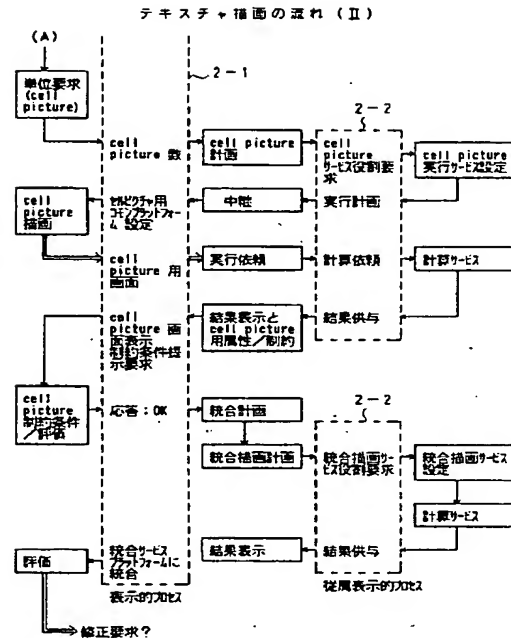 テキスチャ描画の流れ (II)
(A)
2-1
単位要求
(cell
picture)
2-2
cell
picture 数
cell picture
計画
cell
picture
サービス役割要
求
cell picture
実行サービス設定
cell
picture
描画
セルピクチャ用
コモンプラットフォー
ム 設定
中継
実行計画
cell
picture 用
画面
実行依頼
計算依頼
計算サービス
cell
picture 画
面表示
制約条件提
示要求
結果表示と
cell picture
用属性/制約
結果供与
cell
picture
制約条件
/評価
応答:OK
統合計画
2-2
統合描画計画
統合描画サー
ビス役割要求
統合描画サービス
設定
計算サービス
評価
統合サービス
プラットフォームに
統合
結果表示
結果供与
表示的プロセス
従属表示的プロセス
修正要求?